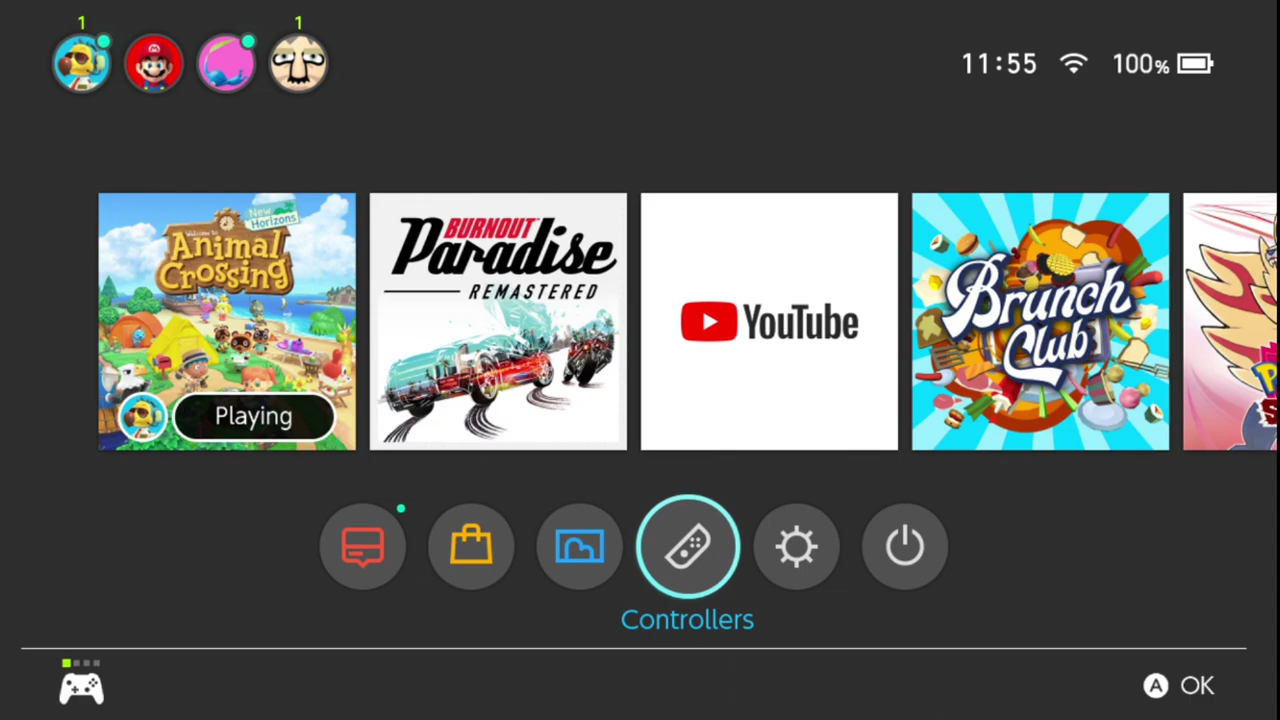 1
1
11:55
100%
New Horizons
Welcome to
Animal Crossing
Playing
BURNOUT
Paradise
REMASTERED
YouTube
Brunch
Club
Controllers
A OK